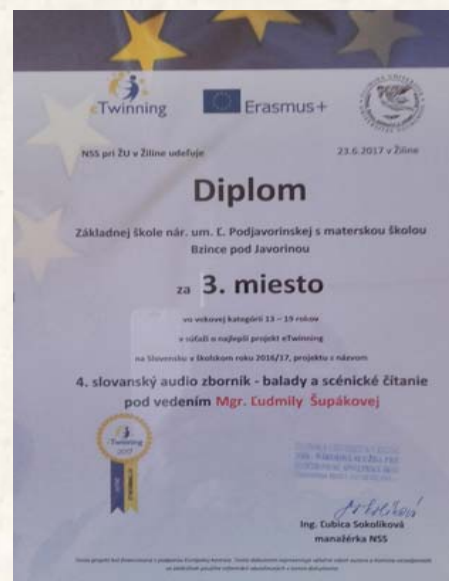 eTwinning
Erasmus+
NSS pri ŽU v Žiline udeľuje
23.6.2017 v Žiline
Diplom
Základnej škole nár. um. Ľ. Podjavorinskej s materskou školou
Bzince pod Javorinou
za 3. miesto
vo vekovej kategórii 13 – 19 rokov
v súťaži o najlepší projekt eTwinning
na Slovensku v školskom roku 2016/17, projektu s názvom
4. slovanský audio zborník - balady a scénické čítanie
pod vedením Mgr. Ľudmily Šupákovej
eTwinning
2017
Ing. Ľubica Sokolíková
manažérka NSS